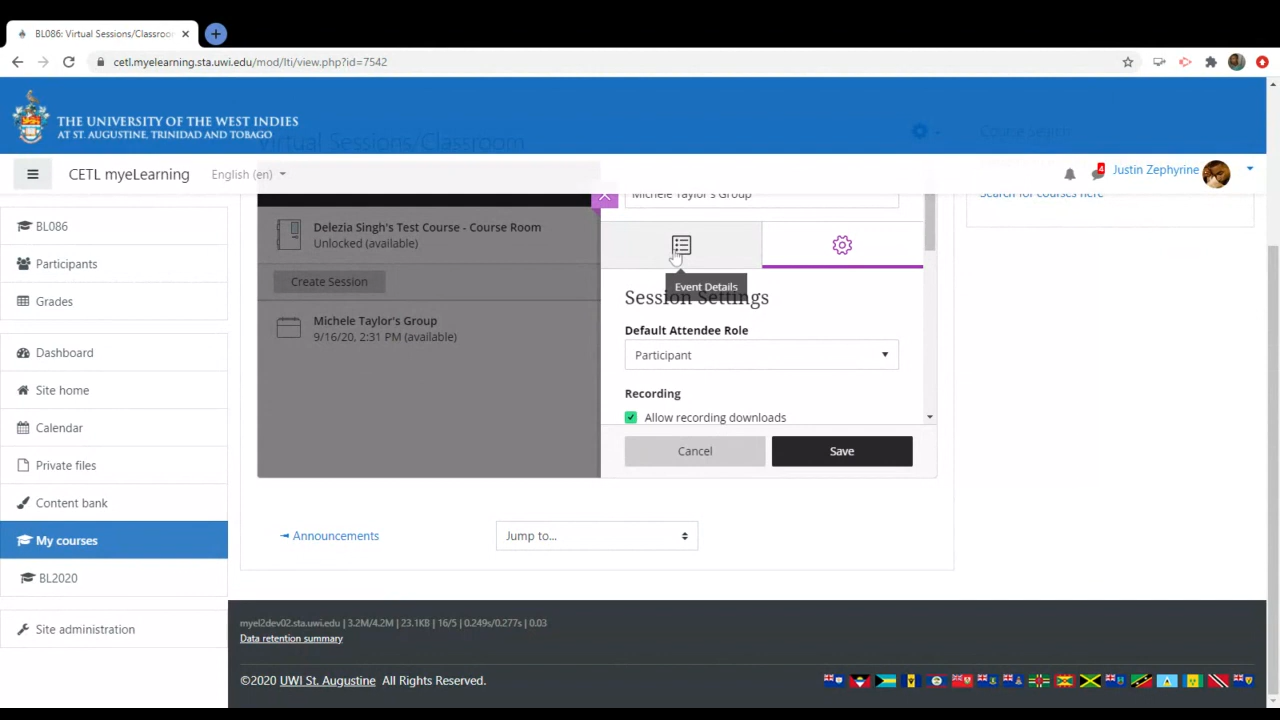 BL086: Virtual Sessions/Classroom
cetl.myelearning.sta.uwi.edu/mod/lti/view.php?id=7542
THE UNIVERSITY OF THE WEST INDIES
AT ST. AUGUSTINE, TRINIDAD AND TOBAGO
Virtual Sessions/Classroom
Course Search
CETL myeLearning
English (en)
4
Justin Zephyrine
Search for courses here
BL086
Participants
Grades
Dashboard
Site home
Calendar
Private files
Content bank
My courses
BL2020
Site administration
Delezia Singh's Test Course - Course Room
Unlocked (available)
Create Session
Michele Taylor's Group
9/16/20, 2:31 PM (available)
Michele Taylor's Group
Event Details
Session Settings
Default Attendee Role
Participant
Recording
Allow recording downloads
Cancel
Save
Announcements
Jump to...
myel2dev02.sta.uwi.edu | 3.2M/4.2M | 23.1KB | 16/5 | 0.249s/0.277s | 0.03
Data retention summary
©2020 UWI St. Augustine All Rights Reserved.